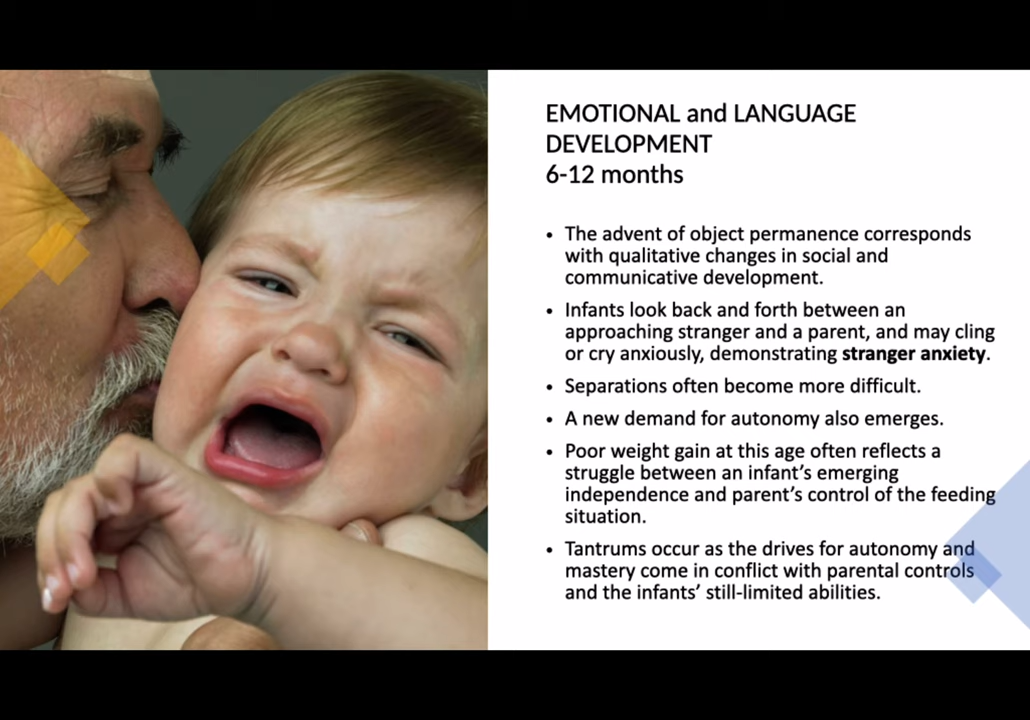 EMOTIONAL and LANGUAGE
DEVELOPMENT
6-12 months
• The advent of object permanence corresponds
with qualitative changes in social and
communicative development.
• Infants look back and forth between an
approaching stranger and a parent, and may cling
or cry anxiously, demonstrating stranger anxiety.
• Separations often become more difficult.
• A new demand for autonomy also emerges.
• Poor weight gain at this age often reflects a
struggle between an infant’s emerging
independence and parent’s control of the feeding
situation.
• Tantrums occur as the drives for autonomy and
mastery come in conflict with parental controls
and the infants’ still-limited abilities.